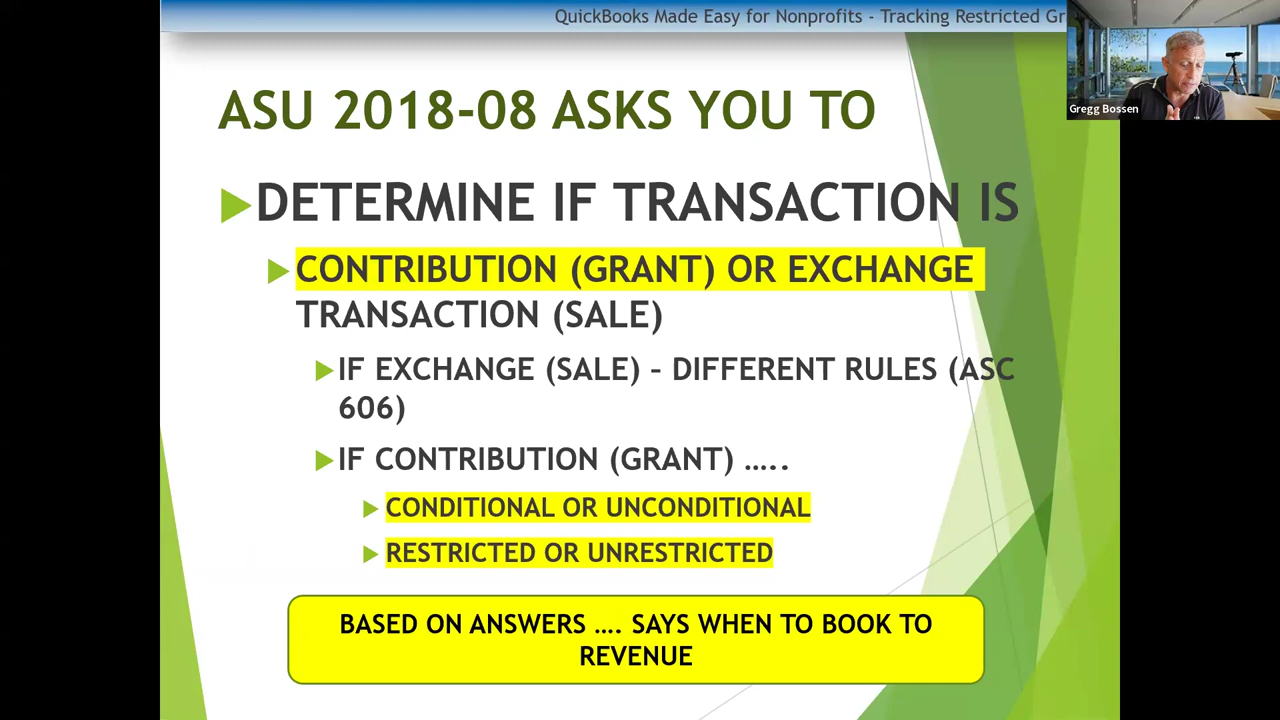 QuickBooks Made Easy for Nonprofits - Tracking Restricted Gr
Gregg Bossen
ASU 2018-08 ASKS YOU TO
DETERMINE IF TRANSACTION IS
CONTRIBUTION (GRANT) OR EXCHANGE
TRANSACTION (SALE)
IF EXCHANGE (SALE) – DIFFERENT RULES (ASC
606)
IF CONTRIBUTION (GRANT) …..
CONDITIONAL OR UNCONDITIONAL
RESTRICTED OR UNRESTRICTED
BASED ON ANSWERS …. SAYS WHEN TO BOOK TO
REVENUE